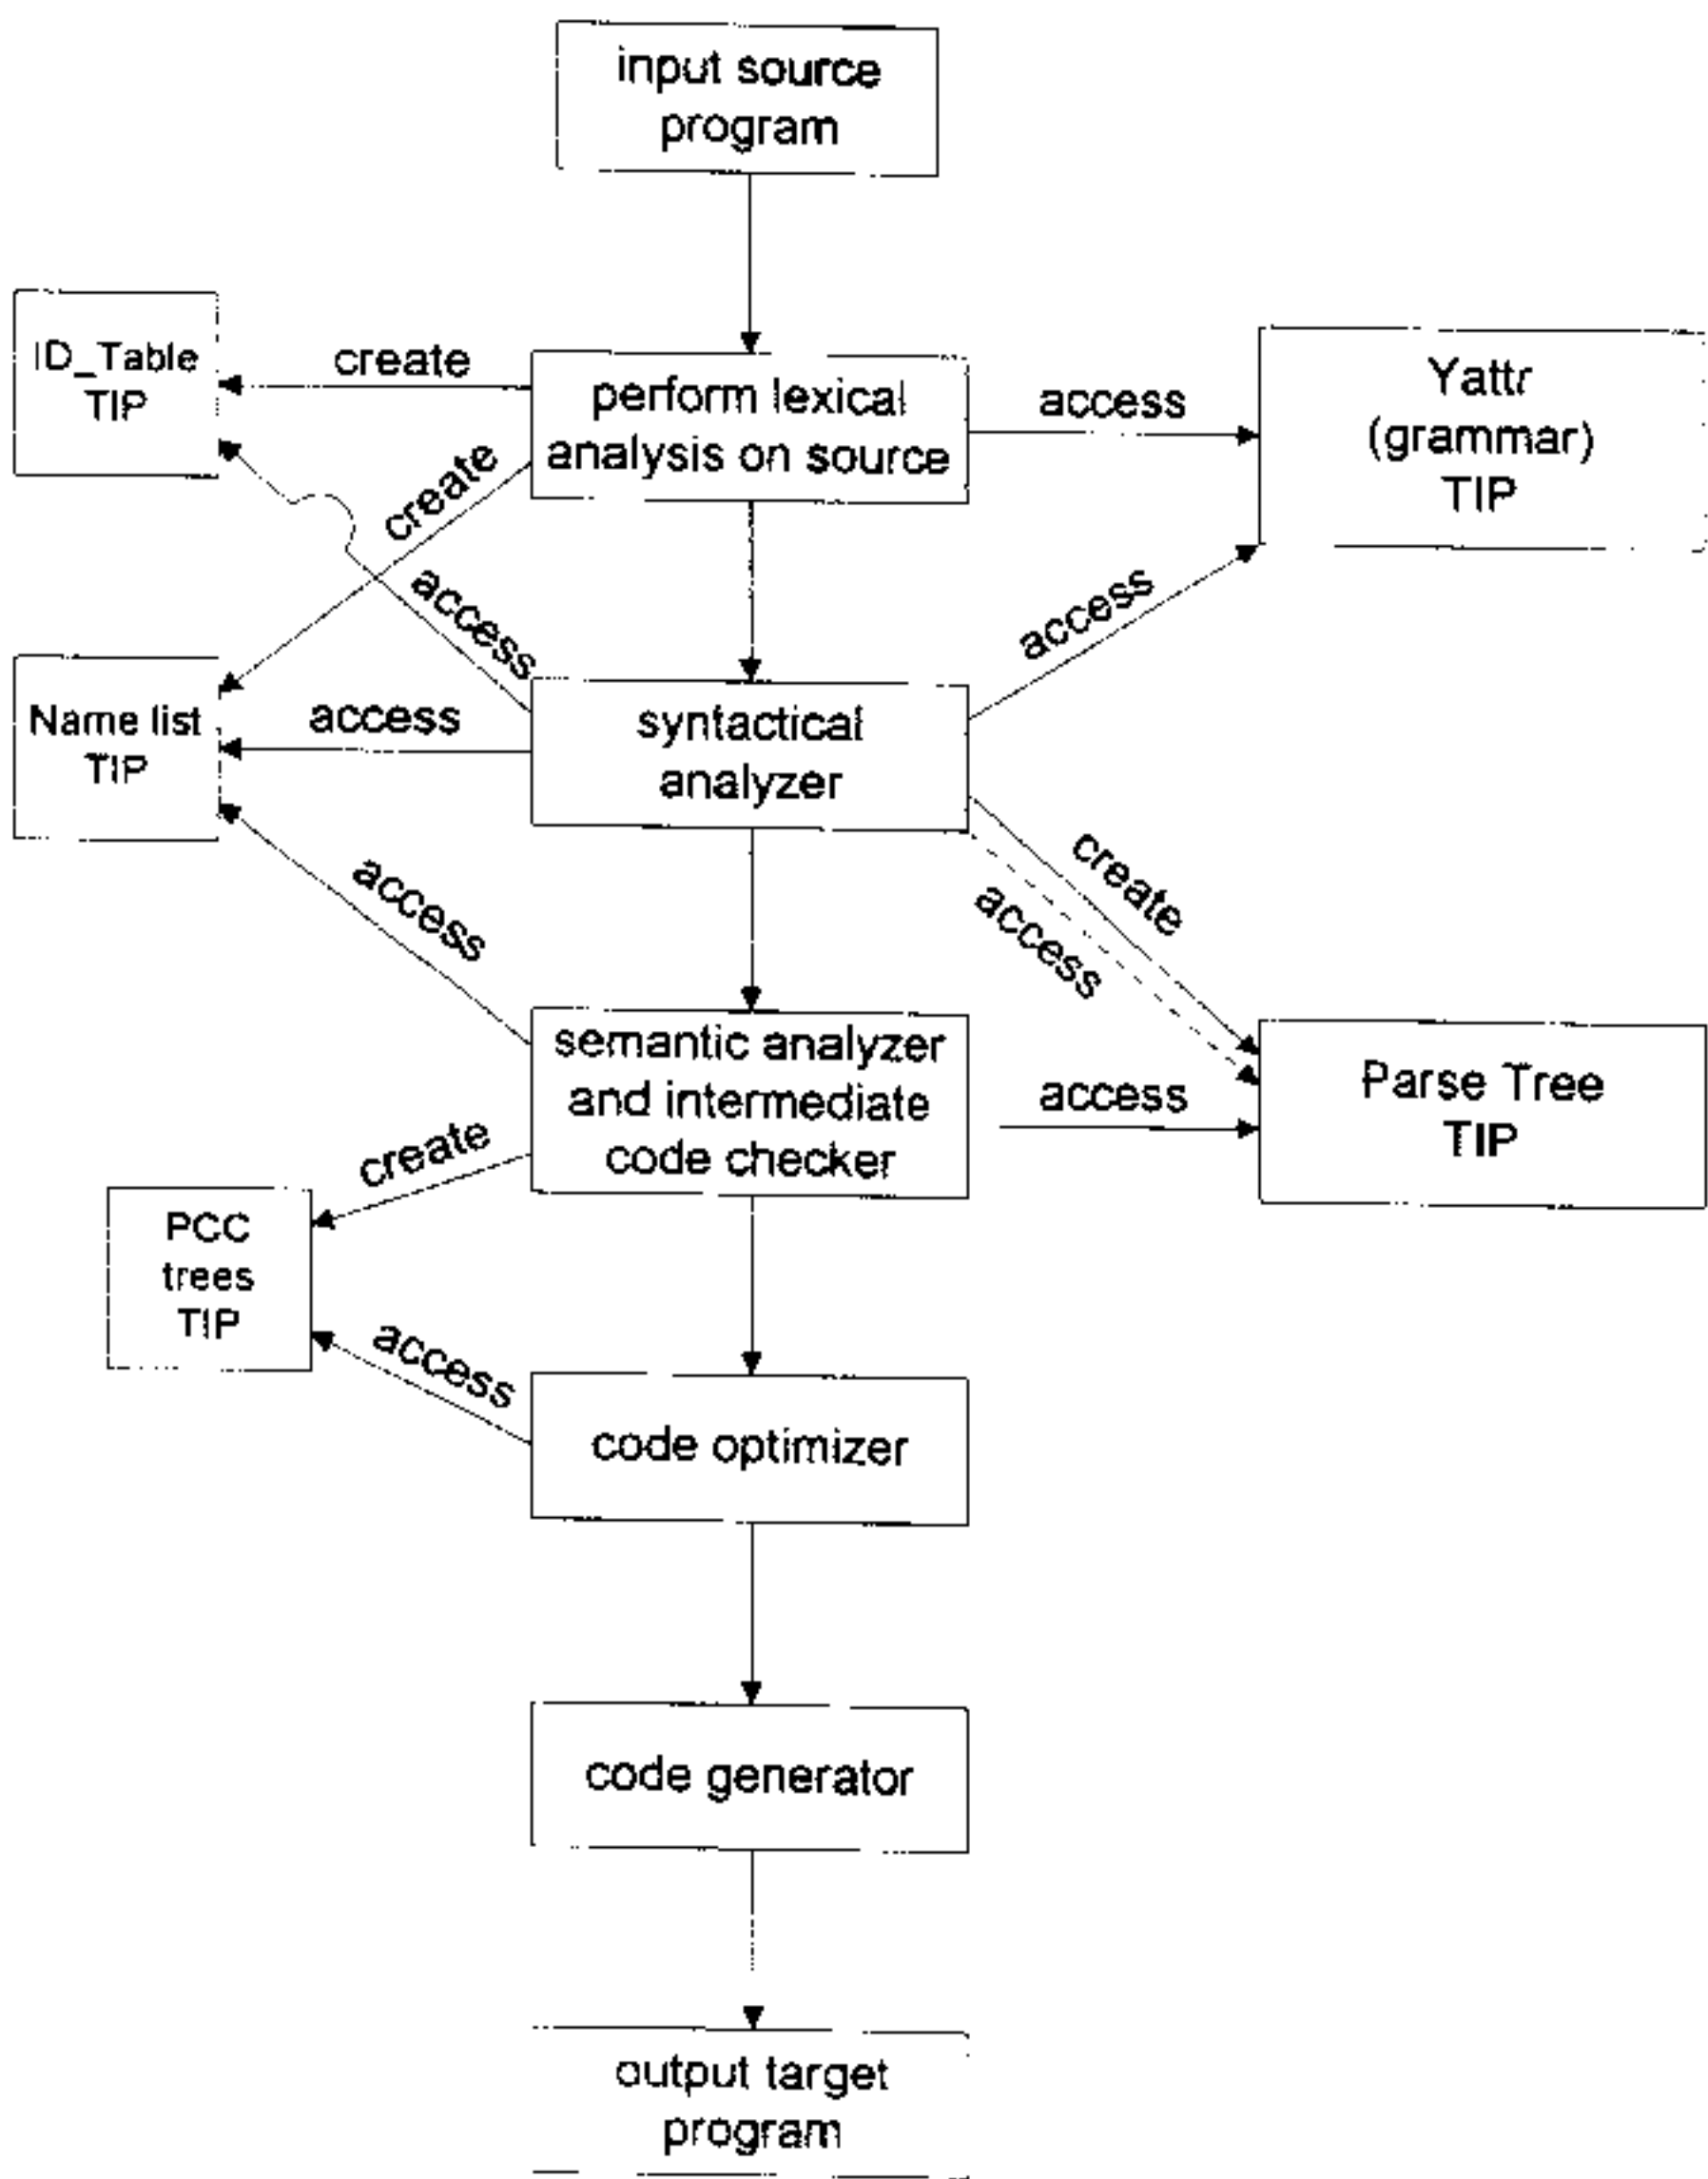 input source
program
ID_Table
TIP
create
perform lexical
analysis on source
access
Yattr
(grammar)
TIP
create
access
access
Name list
TIP
access
syntactical
analyzer
create
access
access
semantic analyzer
and intermediate
code checker
access
Parse Tree
TIP
create
PCC
trees
TIP
access
code optimizer
code generator
output target
program